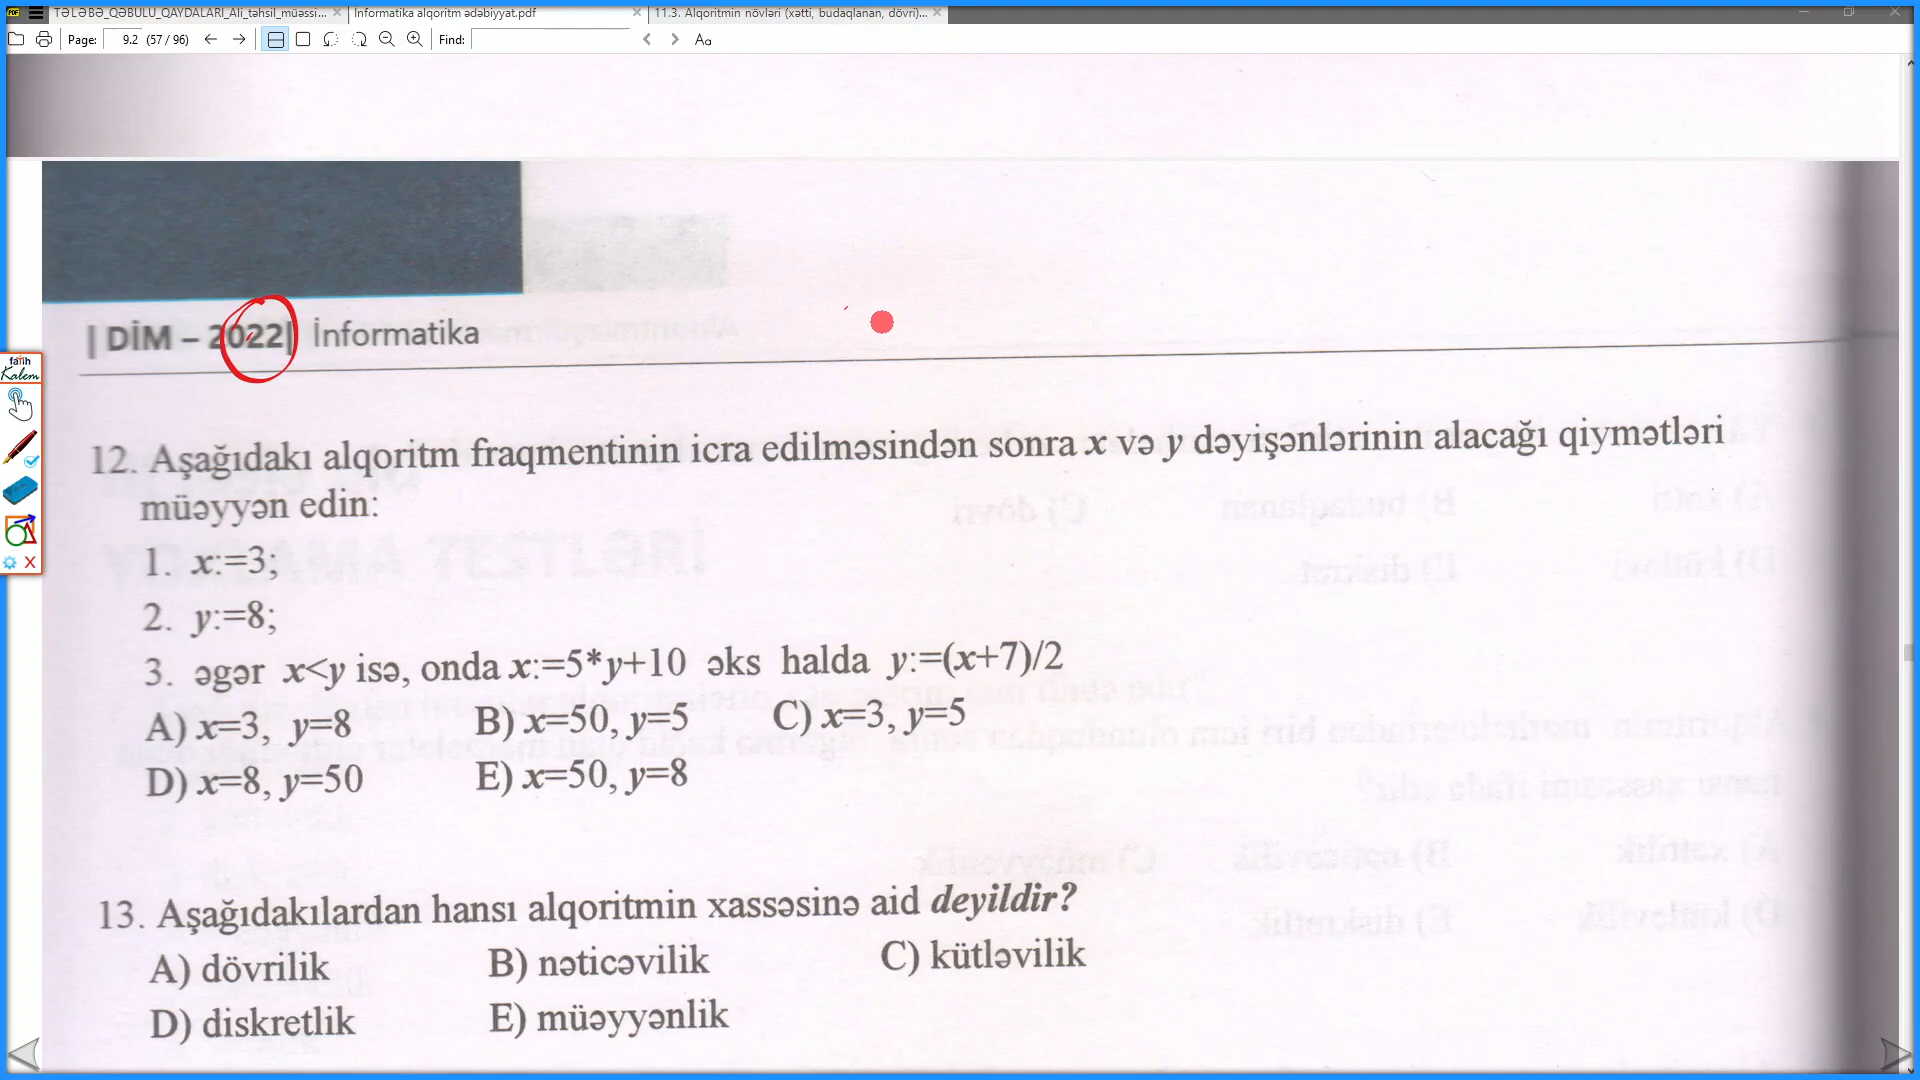 TƏLƏBƏ_QƏBULU_QAYDALARI_Ali_təhsil_müəssi...
İnformatika alqoritm ədəbiyyat.pdf
11.3. Alqoritmin növləri (xətti, budaqlanan, dövri)...
Page: 9.2 (57 / 96)
Find:
Aa
| DİM – 2022| İnformatika
fatih
Kalem
12. Aşağıdakı alqoritm fraqmentinin icra edilməsindən sonra x və y dəyişənlərinin alacağı qiymətləri
müəyyən edin:
1. x:=3;
2. y:=8;
3. əgər x<y isə, onda x:=5*y+10 əks halda y:=(x+7)/2
A) x=3, y=8 B) x=50, y=5 C) x=3, y=5
D) x=8, y=50 E) x=50, y=8
13. Aşağıdakılardan hansı alqoritmin xassəsinə aid deyildir?
A) dövrilik B) nəticəvilik C) kütləvilik
D) diskretlik E) müəyyənlik